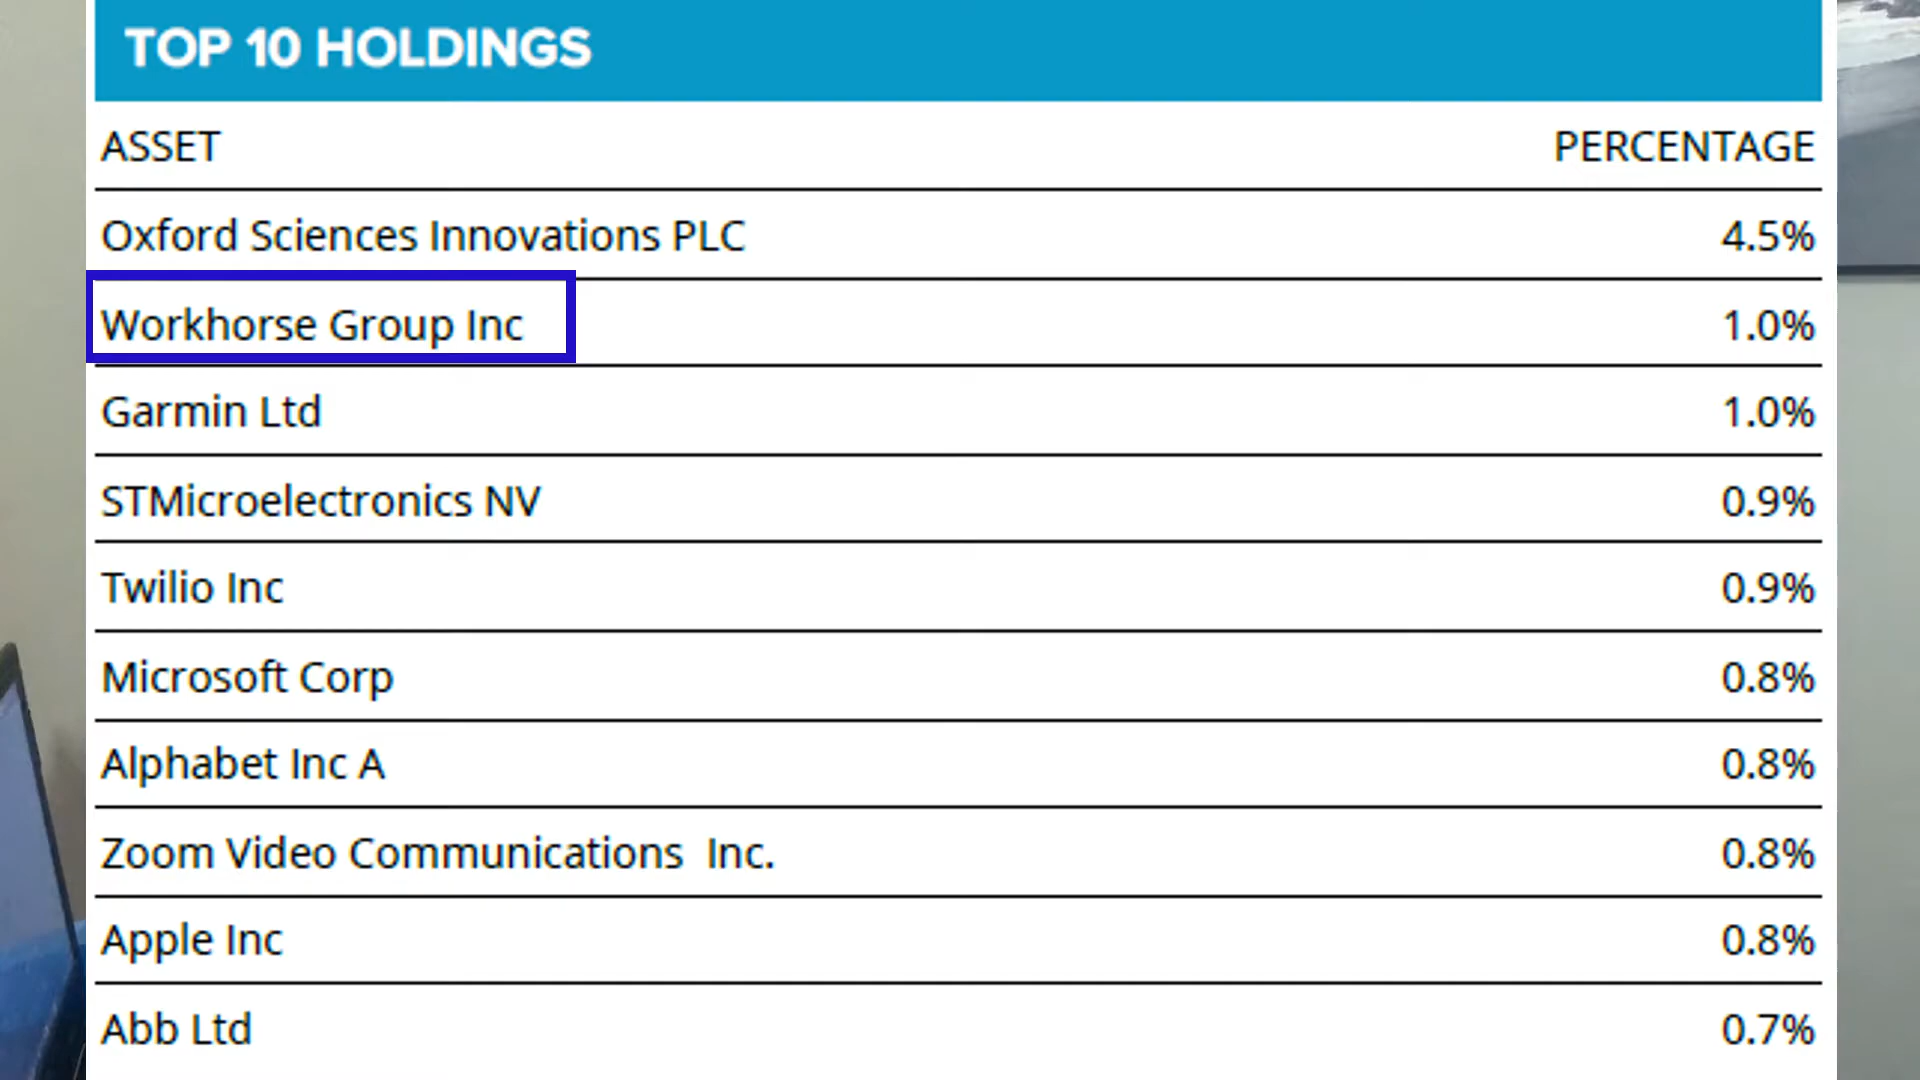 TOP 10 HOLDINGS
ASSET PERCENTAGE
Oxford Sciences Innovations PLC 4.5%
Workhorse Group Inc 1.0%
Garmin Ltd 1.0%
STMicroelectronics NV 0.9%
Twilio Inc 0.9%
Microsoft Corp 0.8%
Alphabet Inc A 0.8%
Zoom Video Communications Inc. 0.8%
Apple Inc 0.8%
Abb Ltd 0.7%